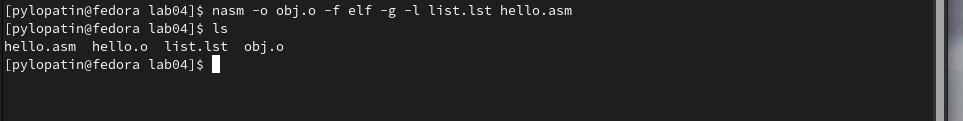 [pylopatin@fedora lab04]$ nasm -o obj.o -f elf -g -l list.lst hello.asm
[pylopatin@fedora lab04]$ ls
hello.asm  hello.o  list.lst  obj.o
[pylopatin@fedora lab04]$